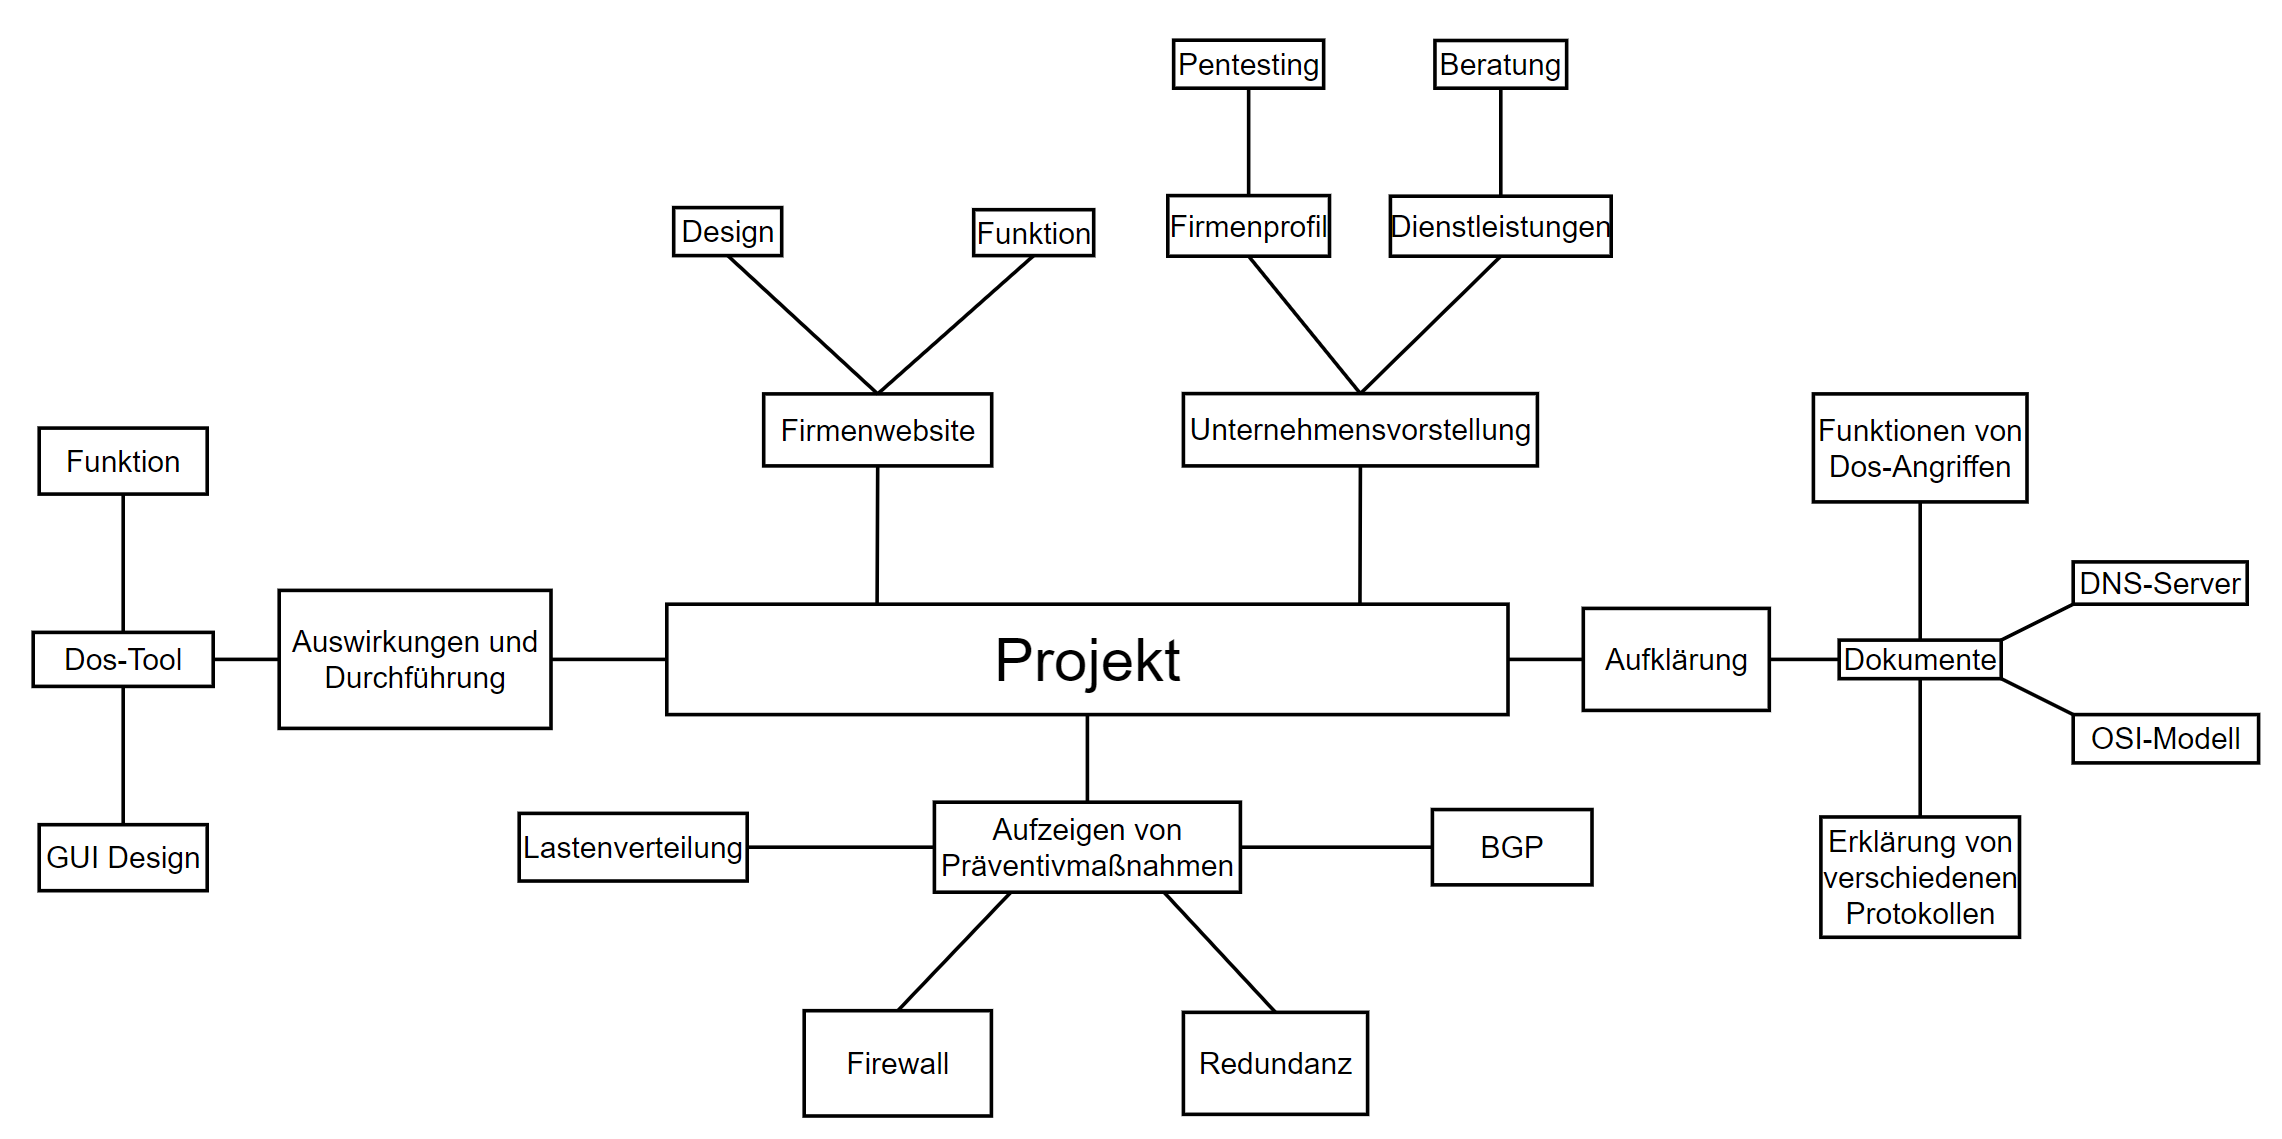 Pentesting
Beratung
Design
Funktion
Firmenprofil
Dienstleistungen
Firmenwebsite
Unternehmensvorstellung
Funktionen von
Dos-Angriffen
Funktion
DNS-Server
Dos-Tool
Auswirkungen und
Durchführung
Projekt
Aufklärung
Dokumente
OSI-Modell
GUI Design
Lastenverteilung
Aufzeigen von
Präventivmaßnahmen
BGP
Erklärung von
verschiedenen
Protokollen
Firewall
Redundanz